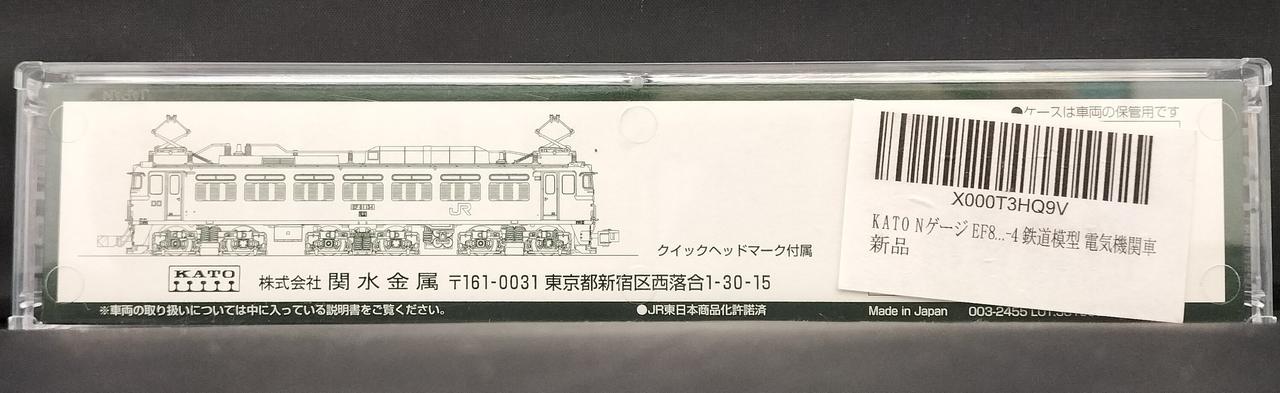 ●ケースは車両の保管用です
X000T3HQ9V
KATO Nゲージ EF8...-4 鉄道模型 電気機関車
新品
EF81 134
JR
クイックヘッドマーク付属
KATO
株式会社 関水金属 〒161-0031 東京都新宿区西落合1-30-15
※車両の取り扱いについては中に入っている説明書をご覧ください。
●JR東日本商品化許諾済
Made in Japan 003-2455